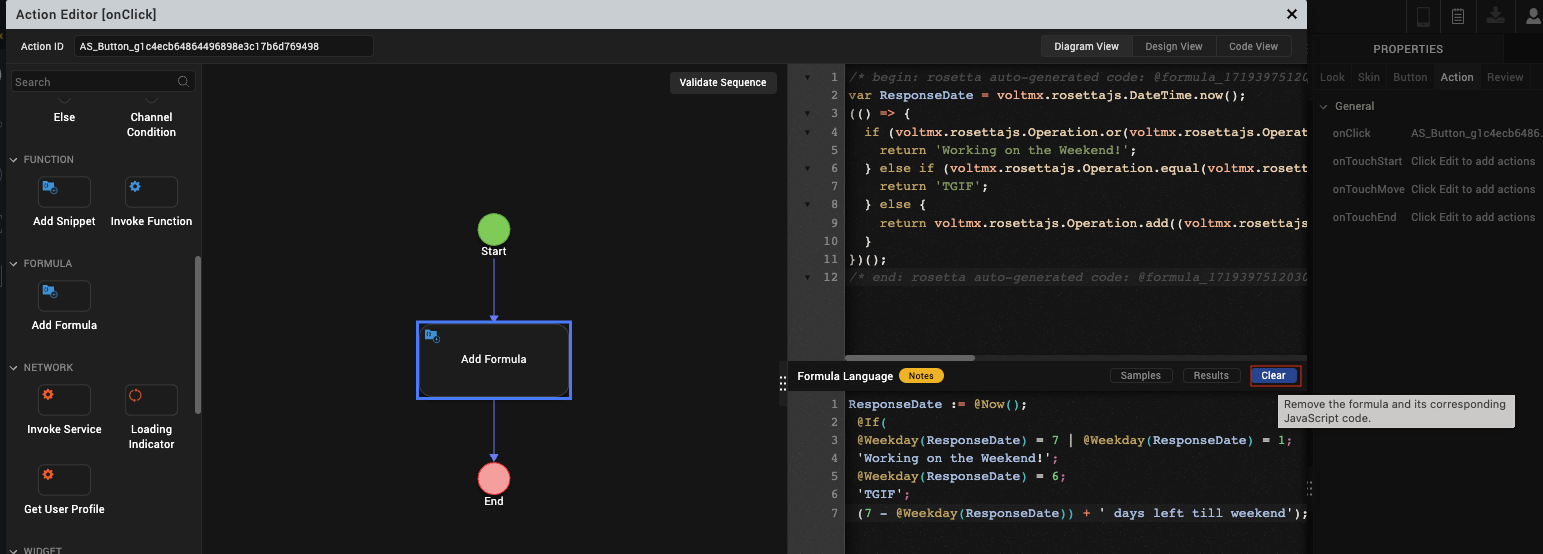 Action Editor [onClick]
Action ID
AS_Button_g1c4ecb64864496898e3c17b6d769498
Diagram View
Design View
Code View
Search
Else
Channel
Condition
FUNCTION
Add Snippet
Invoke Function
FORMULA
Add Formula
NETWORK
Invoke Service
Loading
Indicator
Get User Profile
WIDGET
Validate Sequence
Start
Add Formula
End
1 /* begin: rosetta auto-generated code: @formula_1719397512030
2 var ResponseDate = voltmx.rosettajs.DateTime.now();
3 (() => {
4 if (voltmx.rosettajs.Operation.or(voltmx.rosettajs.Operat
5 return 'Working on the Weekend!';
6 } else if (voltmx.rosettajs.Operation.equal(voltmx.rosett
7 return 'TGIF';
8 } else {
9 return voltmx.rosettajs.Operation.add((voltmx.rosettajs
10 }
11 })();
12 /* end: rosetta auto-generated code: @formula_1719397512030
Formula Language
Notes
Samples
Results
Clear
Remove the formula and its corresponding
JavaScript code.
1 ResponseDate := @Now();
2 @If(
3 @Weekday(ResponseDate) = 7 | @Weekday(ResponseDate) = 1;
4 'Working on the Weekend!';
5 @Weekday(ResponseDate) = 6;
6 'TGIF';
7 (7 - @Weekday(ResponseDate)) + ' days left till weekend');
PROPERTIES
Look
Skin
Button
Action
Review
General
onClick AS_Button_g1c4ecb6486.
onTouchStart Click Edit to add actions
onTouchMove Click Edit to add actions
onTouchEnd Click Edit to add actions